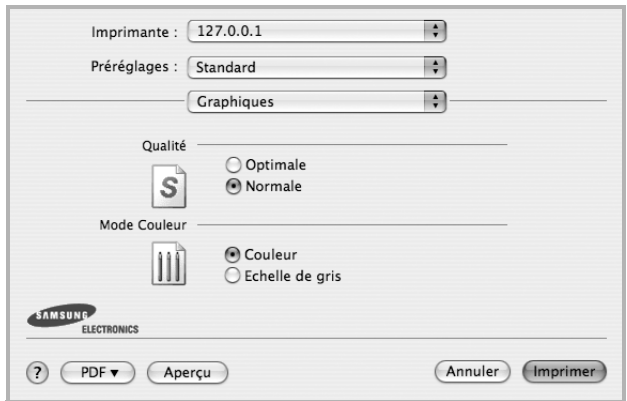 Imprimante : 127.0.0.1
Préréglages : Standard
Graphiques
Qualité
Optimale
S
Normale
Mode Couleur
Couleur
Echelle de gris
SAMSUNG
ELECTRONICS
? PDF Aperçu Annuler Imprimer